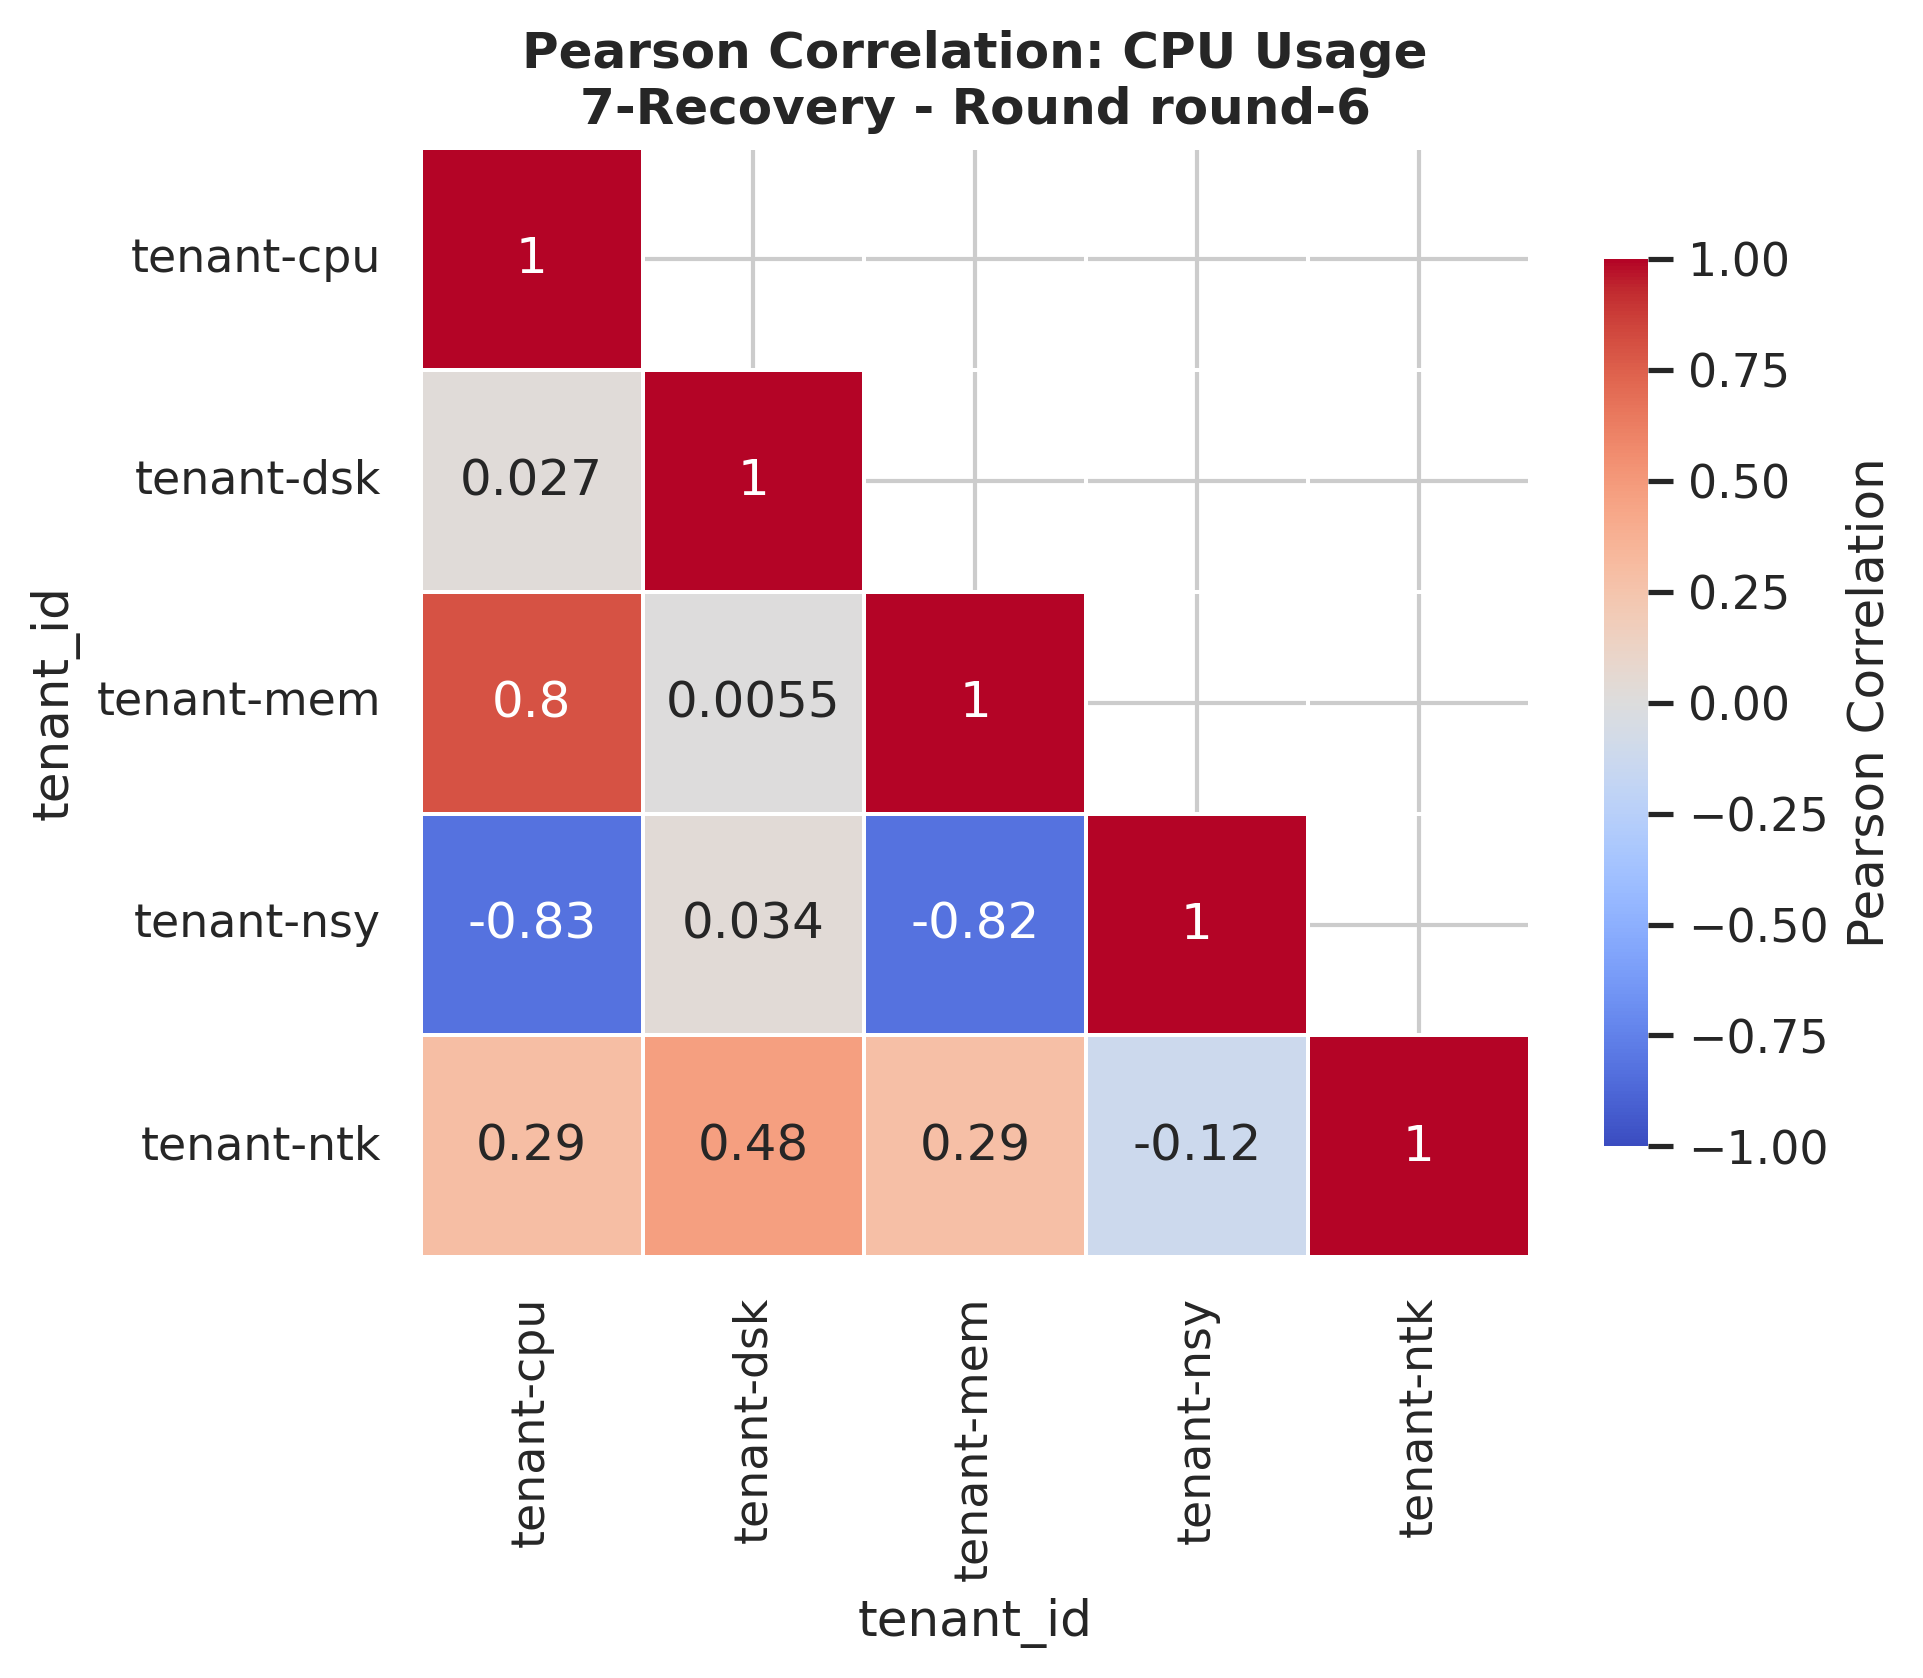 Pearson Correlation: CPU Usage
7-Recovery - Round round-6
tenant_id
tenant-cpu
1
tenant-dsk
0.027
1
tenant-mem
0.8
0.0055
1
tenant-nsy
-0.83
0.034
-0.82
1
tenant-ntk
0.29
0.48
0.29
-0.12
1
tenant-cpu
tenant-dsk
tenant-mem
tenant-nsy
tenant-ntk
tenant_id
1.00
0.75
0.50
0.25
0.00
−0.25
−0.50
−0.75
−1.00
Pearson Correlation